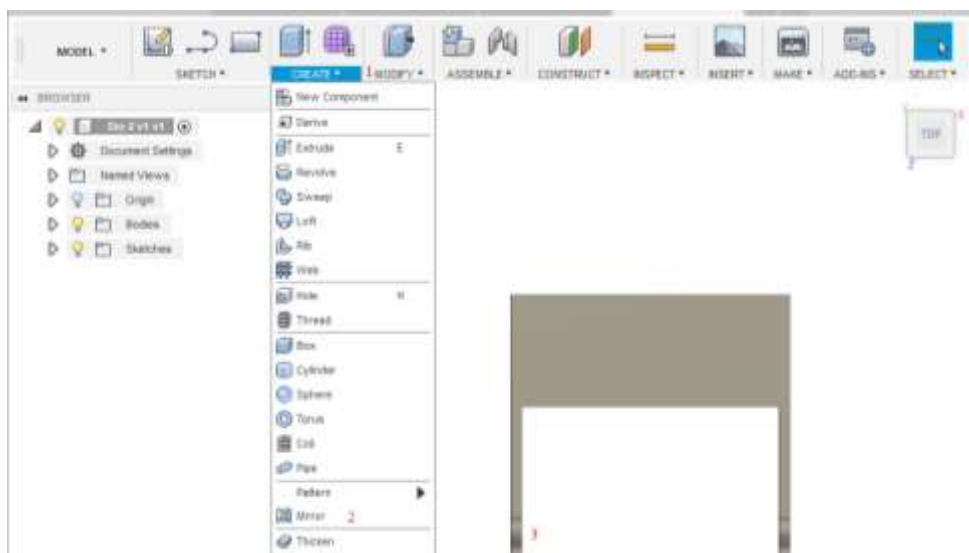 MODEL
SKETCH CREATE 1 MODIFY ASSEMBLE CONSTRUCT INSPECT INSERT MAKE ADD-INS SELECT
BROWSER
Document Settings
Named Views
Origin
Bodies
Sketches
New Component
Derive
Extrude E
Revolve
Sweep
Loft
Rib
Web
Hole H
Thread
Box
Cylinder
Sphere
Torus
Coil
Pipe
Pattern
Mirror 2
Thicken
TOP
3